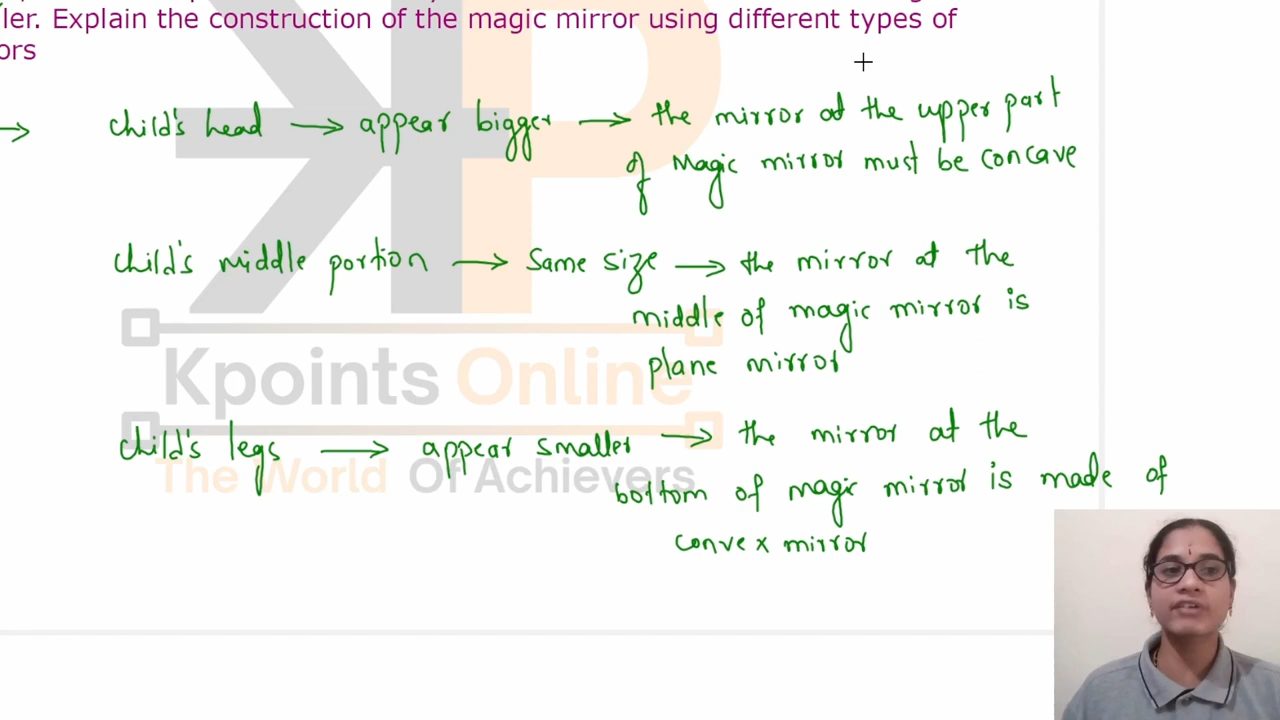 ler. Explain the construction of the magic mirror using different types of
ors
→ child's head → appear bigger → the mirror at the upper part
of Magic mirror must be concave
child's middle portion → Same size → the mirror at the
middle of magic mirror is
plane mirror
child's legs → appear smaller → the mirror at the
bottom of magic mirror is made of
convex mirror
Kpoints Online
The World Of Achievers